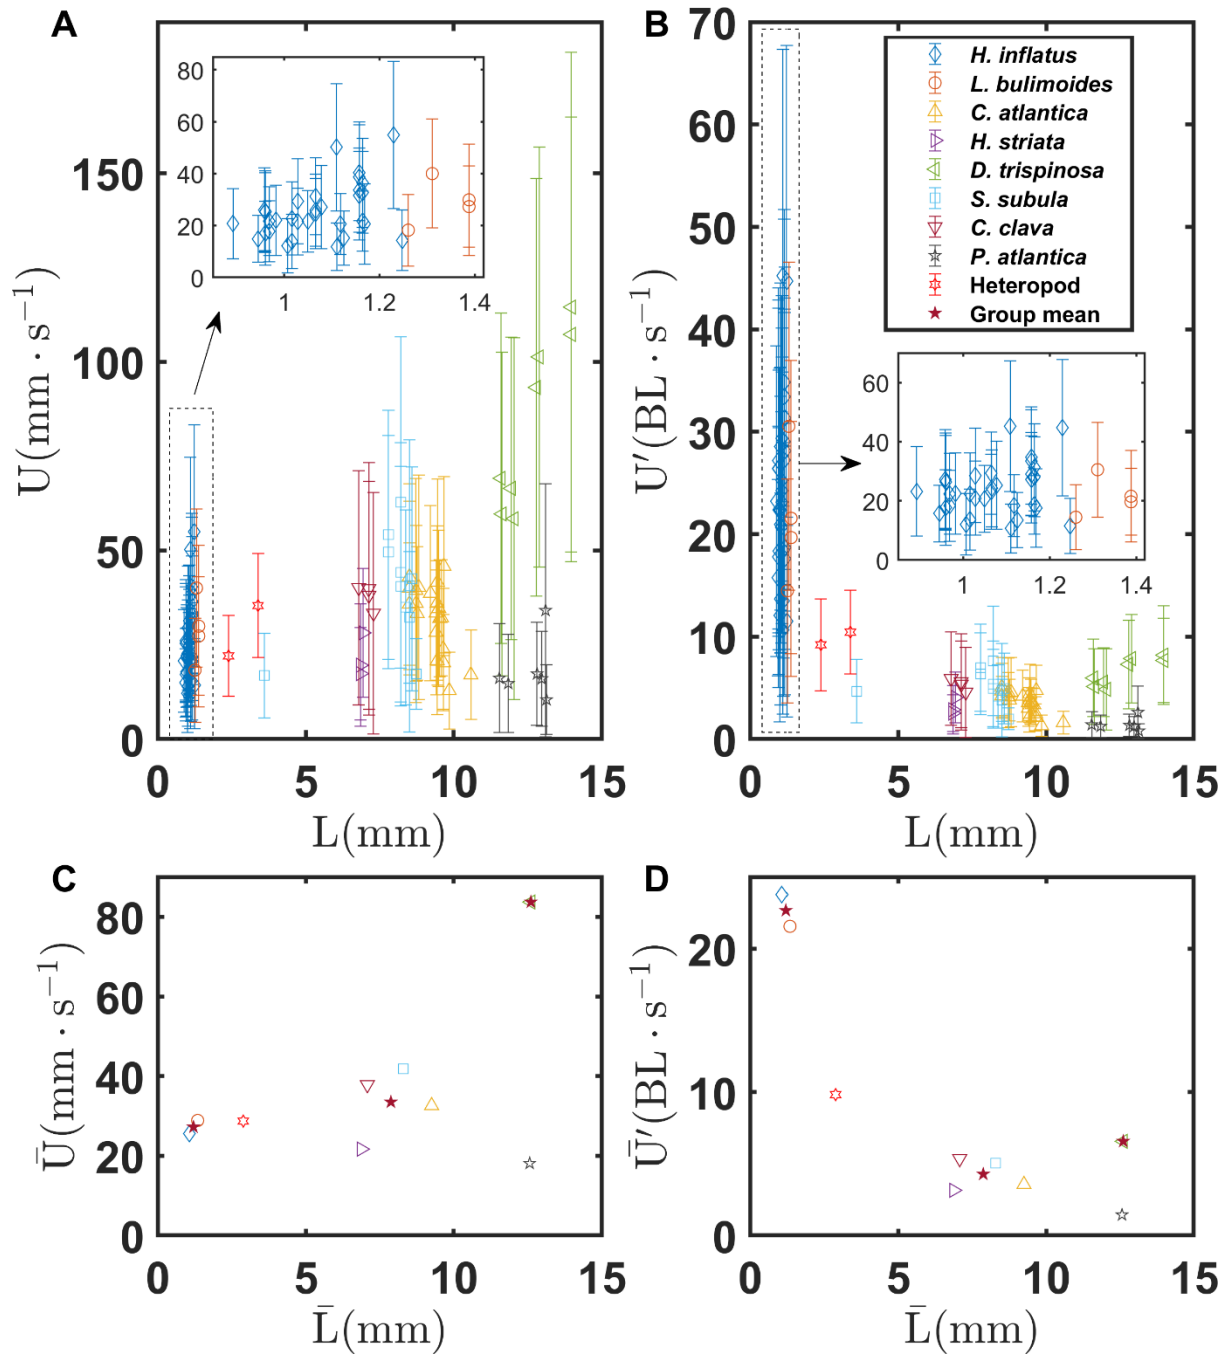 A
B
U(mm · s⁻¹)
150
100
50
0
0 5 10 15
L(mm)
80
60
40
20
0
1 1.2 1.4
U′(BL · s⁻¹)
70
60
50
40
30
20
10
0
0 5 10 15
L(mm)
H. inflatus
L. bulimoides
C. atlantica
H. striata
D. trispinosa
S. subula
C. clava
P. atlantica
Heteropod
Group mean
60
40
20
0
1 1.2 1.4
C
D
Ū(mm · s⁻¹)
80
60
40
20
0
0 5 10 15
L̄(mm)
Ū′(BL · s⁻¹)
20
10
0
0 5 10 15
L̄(mm)